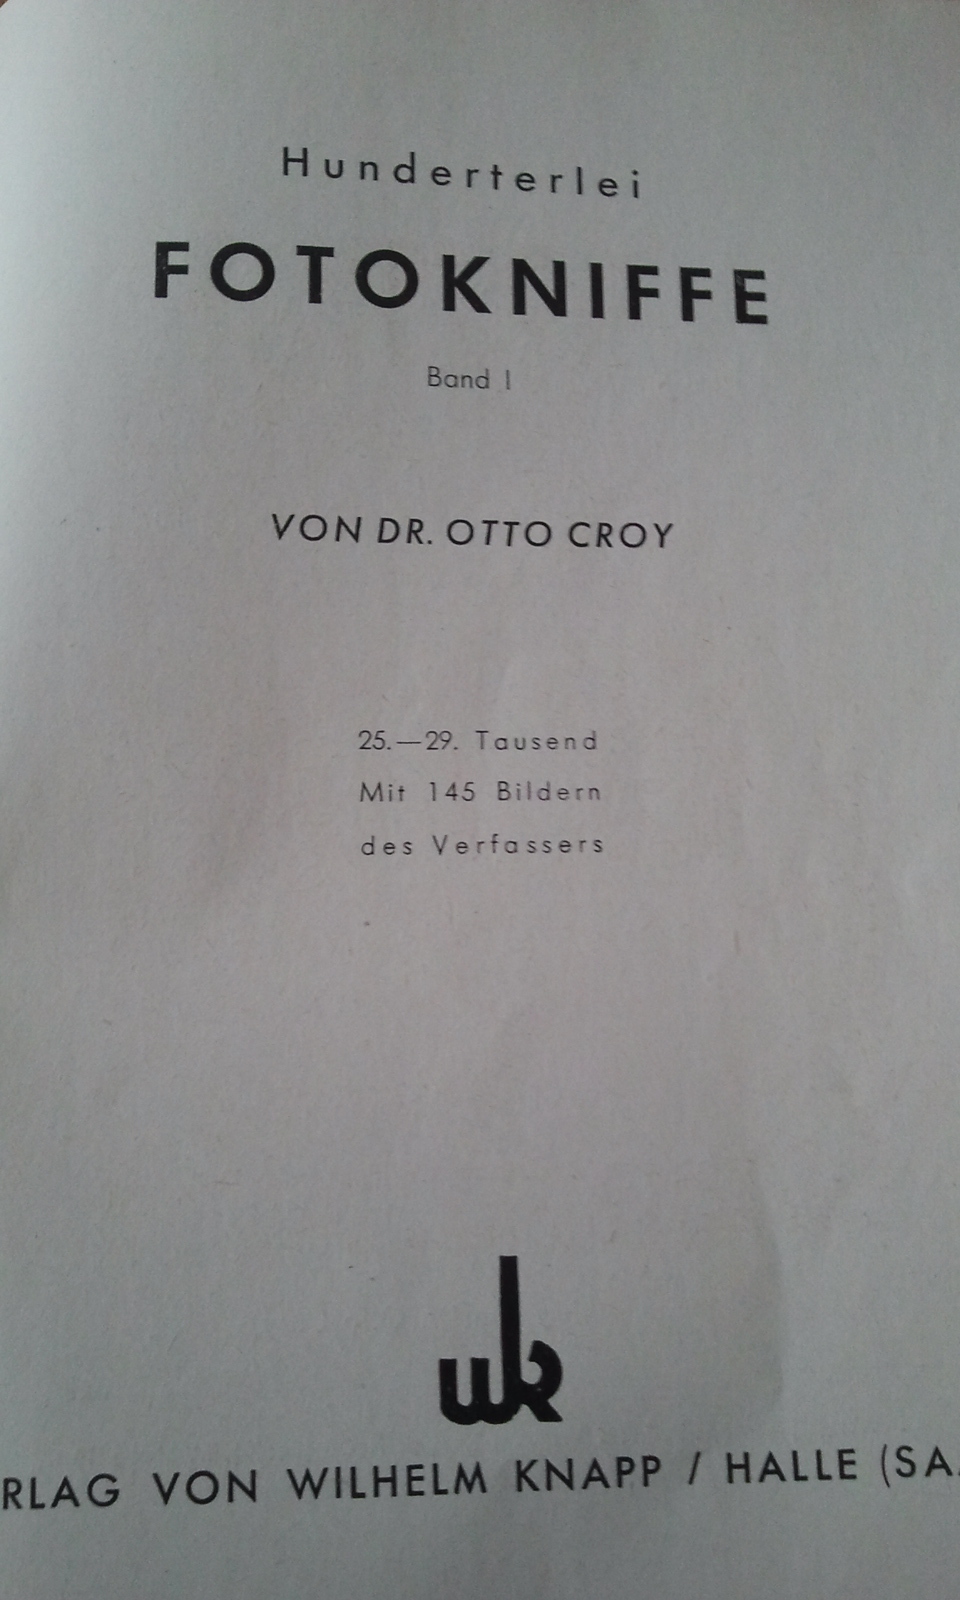 Hunderterlei
FOTOKNIFFE
Band I
VON DR. OTTO CROY
25.—29. Tausend
Mit 145 Bildern
des Verfassers
wk
RLAG VON WILHELM KNAPP / HALLE (SA